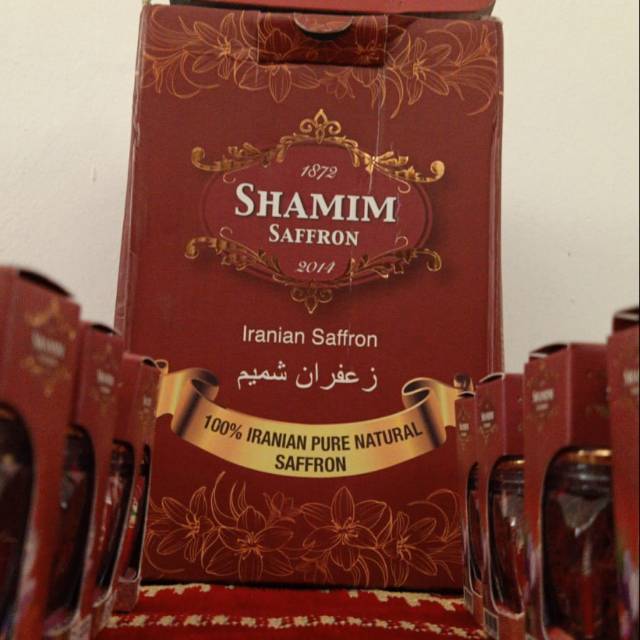 1872
SHAMIM
SAFFRON
2014
Iranian Saffron
زعفران شمیم
100% IRANIAN PURE NATURAL
SAFFRON